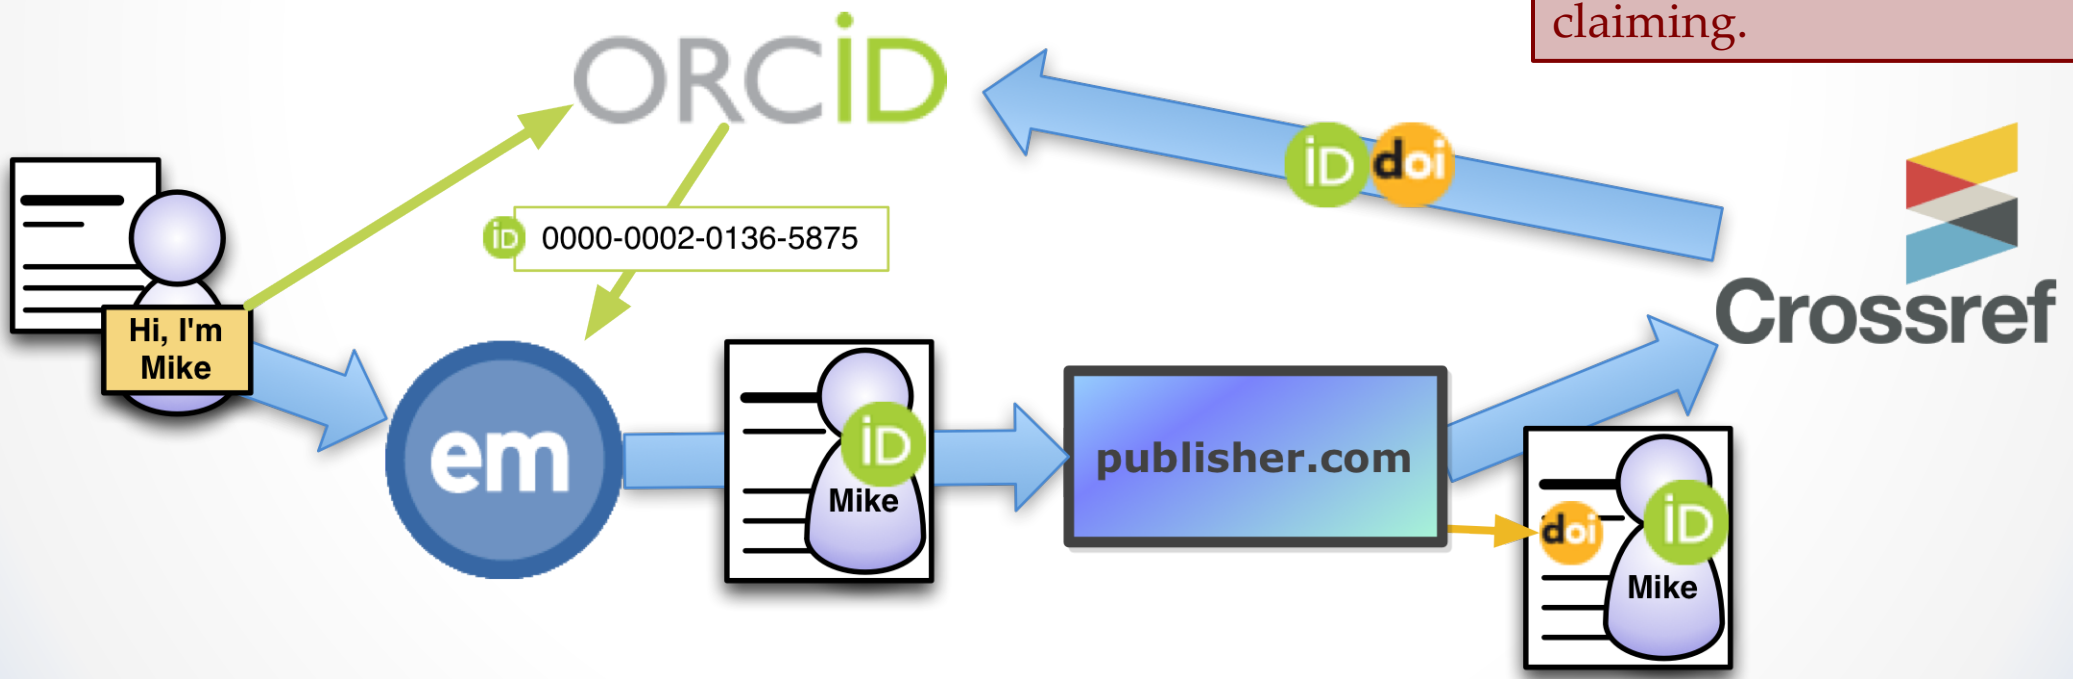 claiming.
ORCiD
iD doi
iD 0000-0002-0136-5875
Crossref
Hi, I'm
Mike
em
iD
Mike
publisher.com
doi iD
Mike